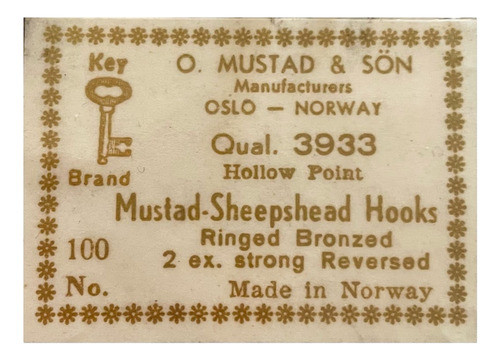 Key
Brand
O. MUSTAD & SÖN
Manufacturers
OSLO — NORWAY
Qual. 3933
Hollow Point
Mustad-Sheepshead Hooks
Ringed Bronzed
2 ex. strong Reversed
100
No.
Made in Norway